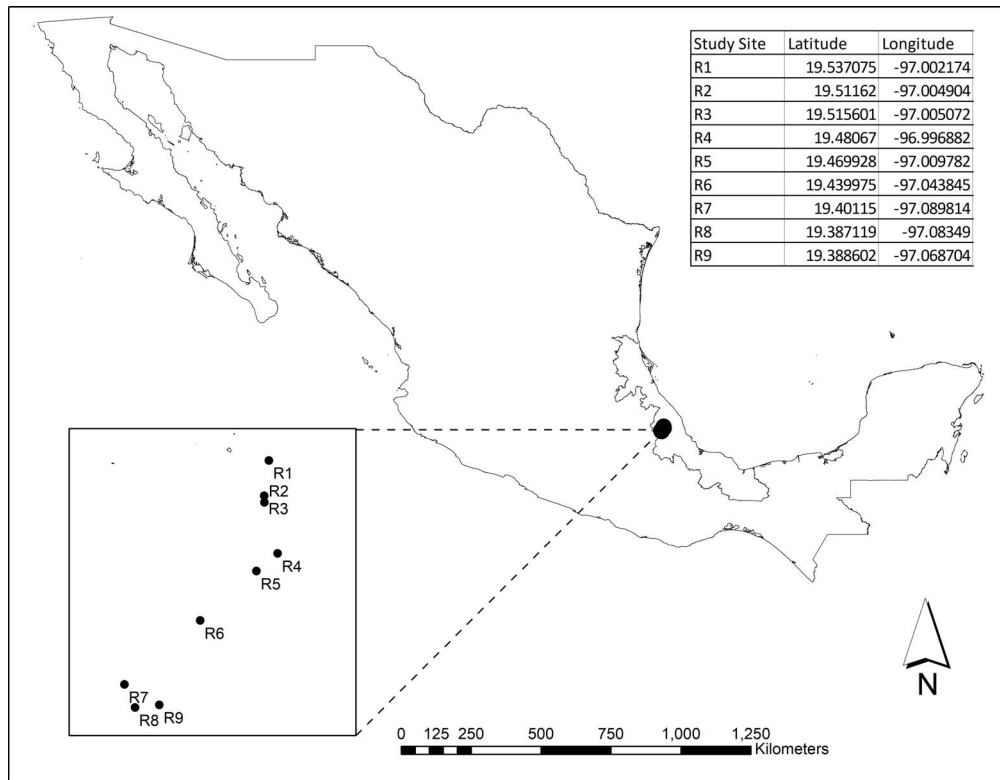 Study Site Latitude Longitude
R1 19.537075 -97.002174
R2 19.51162 -97.004904
R3 19.515601 -97.005072
R4 19.48067 -96.996882
R5 19.469928 -97.009782
R6 19.439975 -97.043845
R7 19.40115 -97.089814
R8 19.387119 -97.08349
R9 19.388602 -97.068704
R1
R2
R3
R4
R5
R6
R7
R8 R9
N
0 125 250 500 750 1,000 1,250
Kilometers